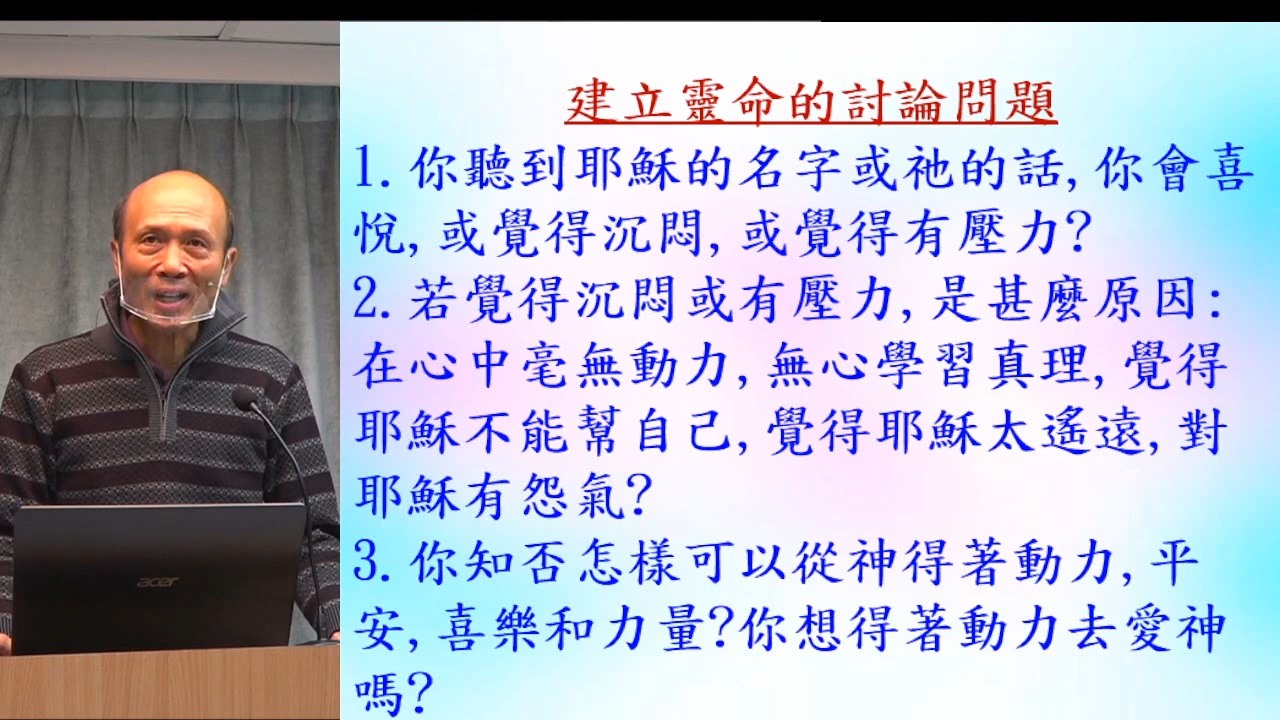 建立靈命的討論問題
1.你聽到耶穌的名字或祂的話,你會喜
悅,或覺得沉悶,或覺得有壓力?
2.若覺得沉悶或有壓力,是甚麼原因:
在心中毫無動力,無心學習真理,覺得
耶穌不能幫自己,覺得耶穌太遙遠,對
耶穌有怨氣?
3.你知否怎樣可以從神得著動力,平
安,喜樂和力量?你想得著動力去愛神
嗎?
acer